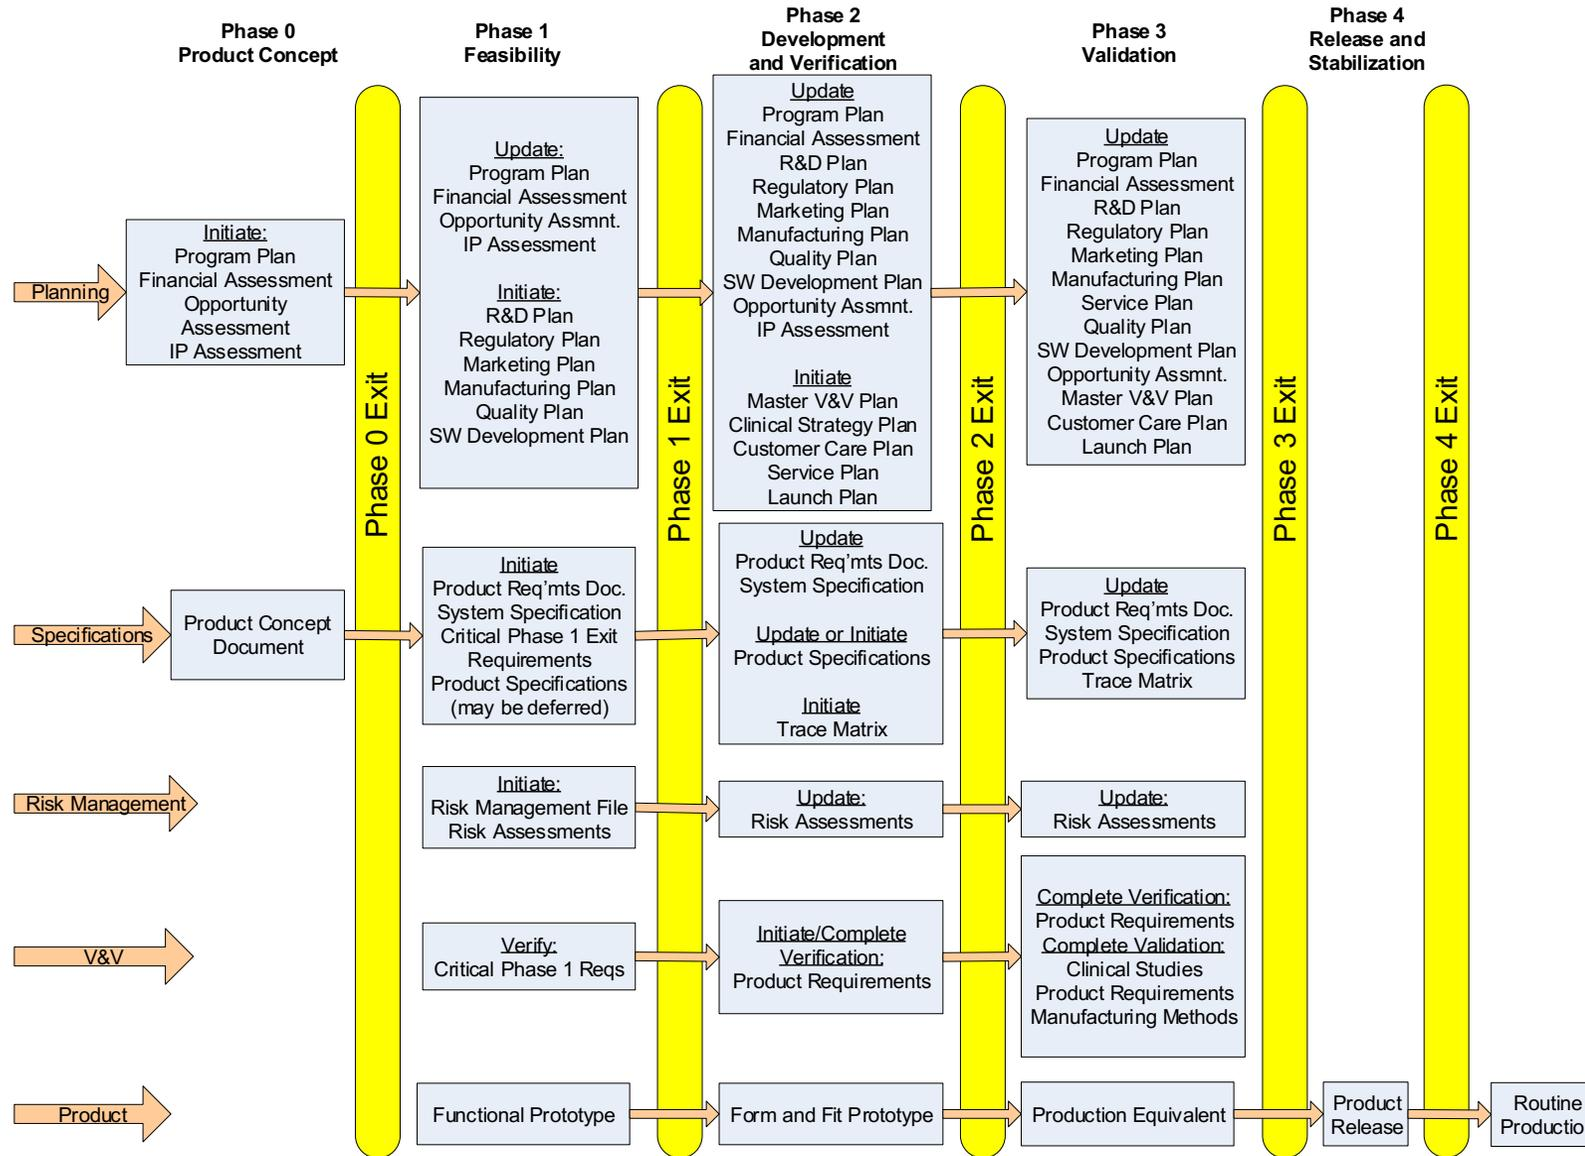 Phase 0
Product Concept
Phase 1
Feasibility
Phase 2
Development
and Verification
Phase 3
Validation
Phase 4
Release and
Stabilization
Planning
Initiate:
Program Plan
Financial Assessment
Opportunity
Assessment
IP Assessment
Phase 0 Exit
Update:
Program Plan
Financial Assessment
Opportunity Assmnt.
IP Assessment
Initiate:
R&D Plan
Regulatory Plan
Marketing Plan
Manufacturing Plan
Quality Plan
SW Development Plan
Phase 1 Exit
Update
Program Plan
Financial Assessment
R&D Plan
Regulatory Plan
Marketing Plan
Manufacturing Plan
Quality Plan
SW Development Plan
Opportunity Assmnt.
IP Assessment
Initiate
Master V&V Plan
Clinical Strategy Plan
Customer Care Plan
Service Plan
Launch Plan
Phase 2 Exit
Update
Program Plan
Financial Assessment
R&D Plan
Regulatory Plan
Marketing Plan
Manufacturing Plan
Service Plan
Quality Plan
SW Development Plan
Opportunity Assmnt.
Master V&V Plan
Customer Care Plan
Launch Plan
Phase 3 Exit
Phase 4 Exit
Specifications
Product Concept
Document
Initiate
Product Req’mts Doc.
System Specification
Critical Phase 1 Exit
Requirements
Product Specifications
(may be deferred)
Update
Product Req’mts Doc.
System Specification
Update or Initiate
Product Specifications
Initiate
Trace Matrix
Update
Product Req’mts Doc.
System Specification
Product Specifications
Trace Matrix
Risk Management
Initiate:
Risk Management File
Risk Assessments
Update:
Risk Assessments
Update:
Risk Assessments
V&V
Verify:
Critical Phase 1 Reqs
Initiate/Complete
Verification:
Product Requirements
Complete Verification:
Product Requirements
Complete Validation:
Clinical Studies
Product Requirements
Manufacturing Methods
Product
Functional Prototype
Form and Fit Prototype
Production Equivalent
Product
Release
Routine
Productio